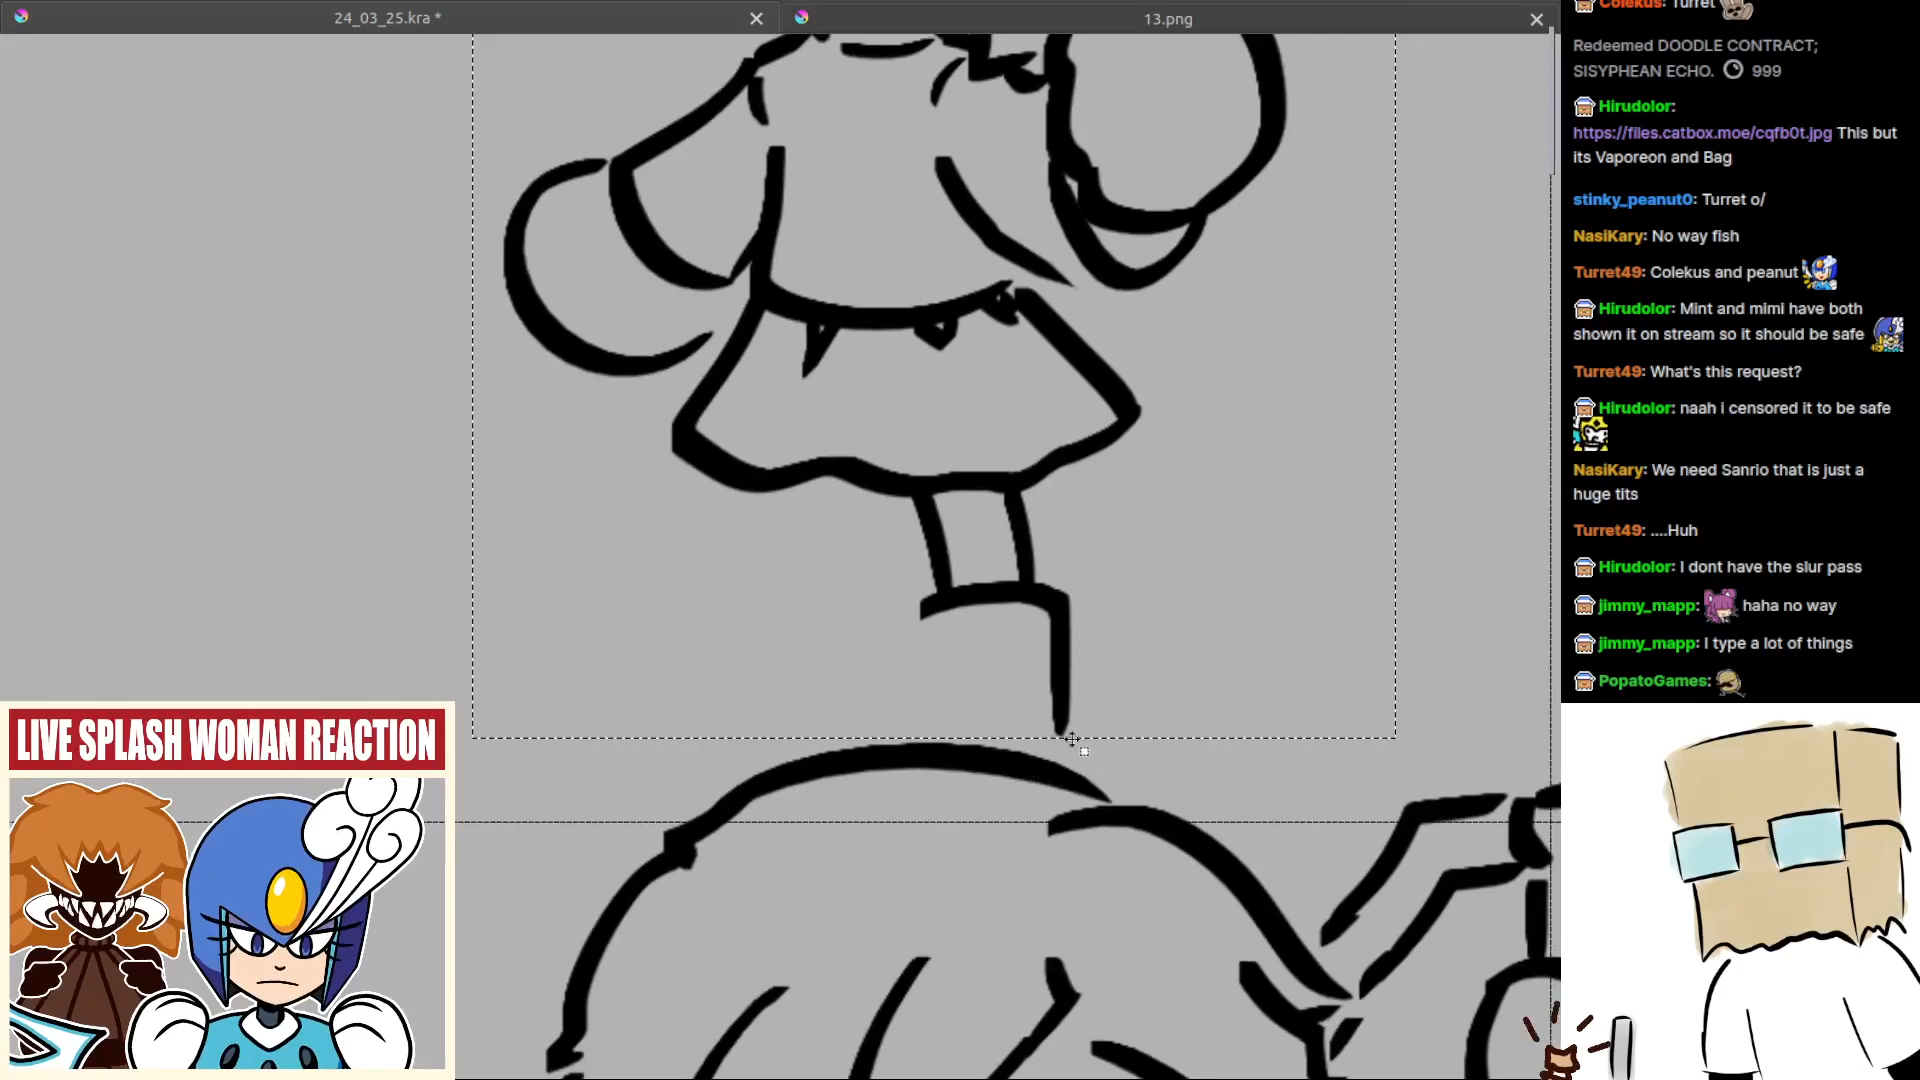 24_03_25.kra *
13.png
Colekus: Turret
Redeemed DOODLE CONTRACT;
SISYPHEAN ECHO. 999
Hirudolor:
https://files.catbox.moe/cqfb0t.jpg This but
its Vaporeon and Bag
stinky_peanut0: Turret o/
NasiKary: No way fish
Turret49: Colekus and peanut
Hirudolor: Mint and mimi have both
shown it on stream so it should be safe
Turret49: What's this request?
Hirudolor: naah i censored it to be safe
NasiKary: We need Sanrio that is just a
huge tits
Turret49: ....Huh
Hirudolor: I dont have the slur pass
jimmy_mapp: haha no way
jimmy_mapp: I type a lot of things
PopatoGames:
LIVE SPLASH WOMAN REACTION